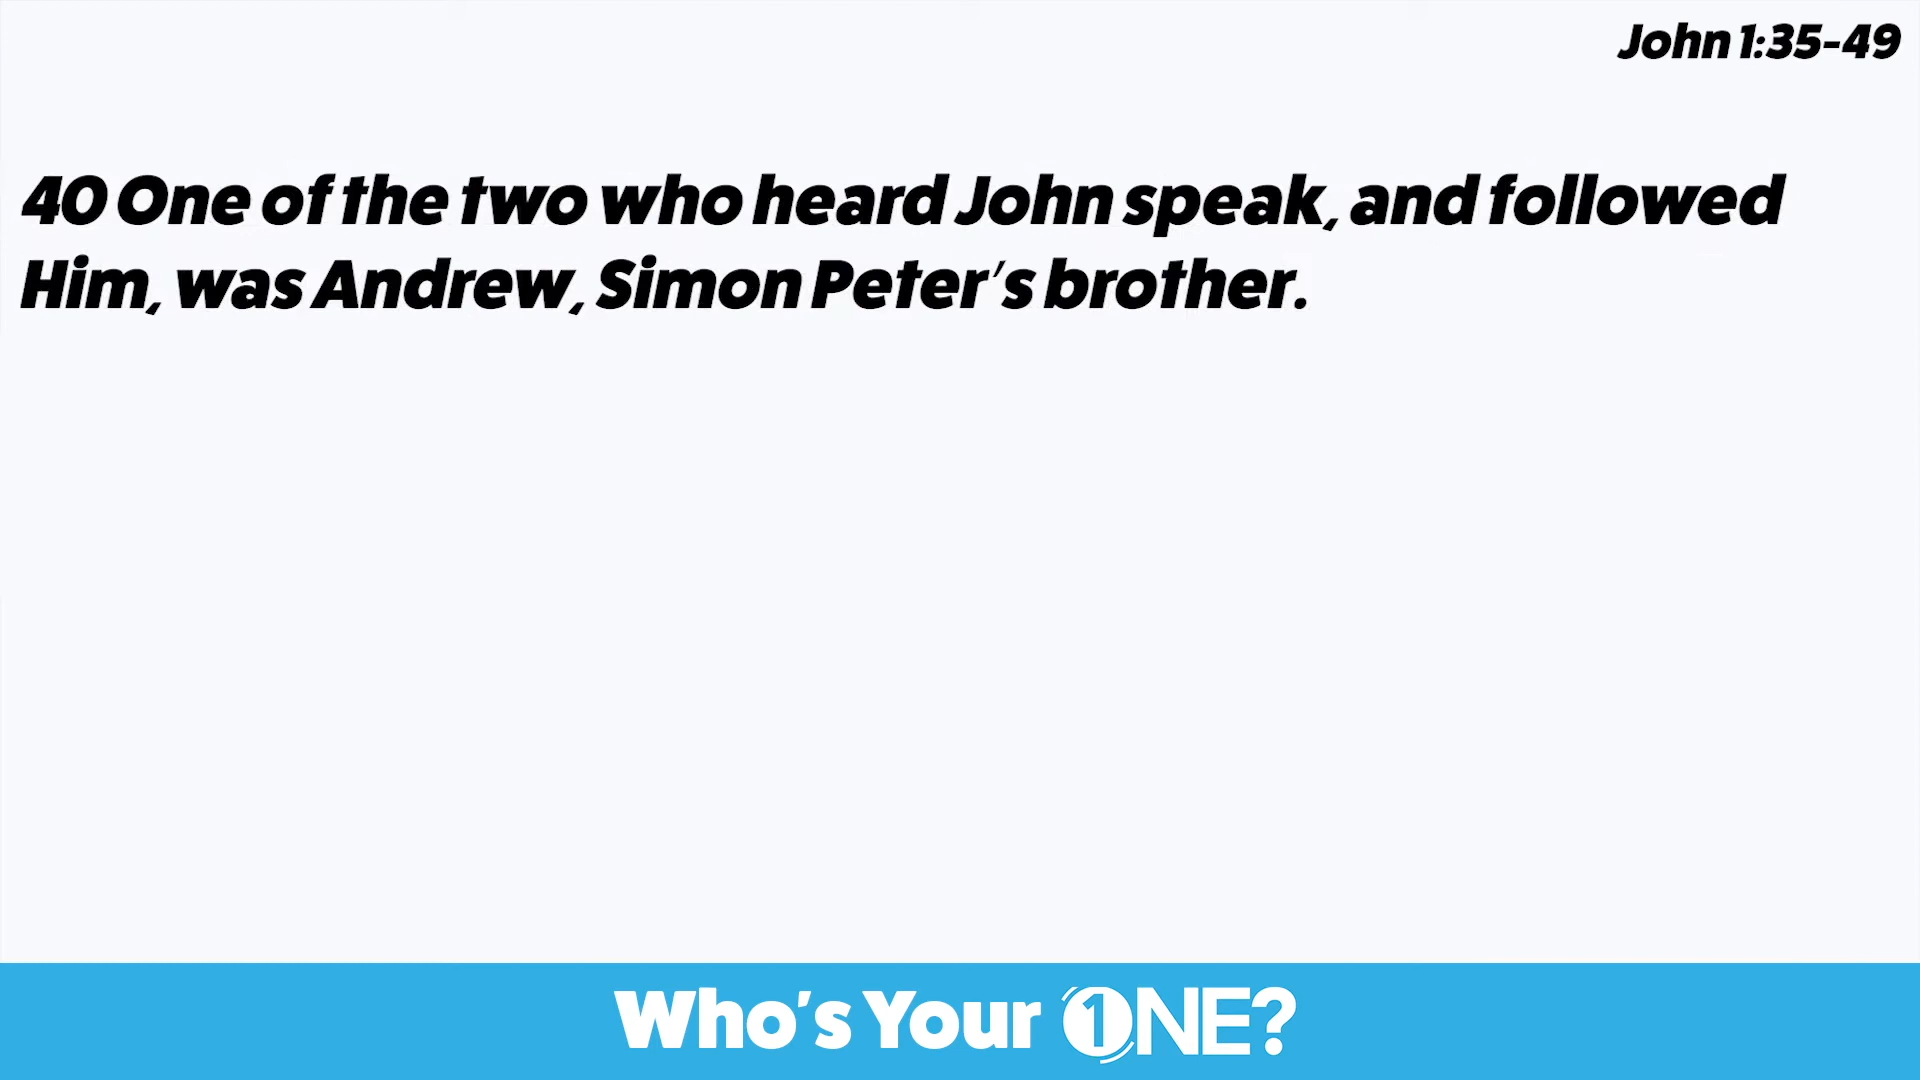 John 1:35-49
40 One of the two who heard John speak, and followed
Him, was Andrew, Simon Peter's brother.
Who's Your 1NE?